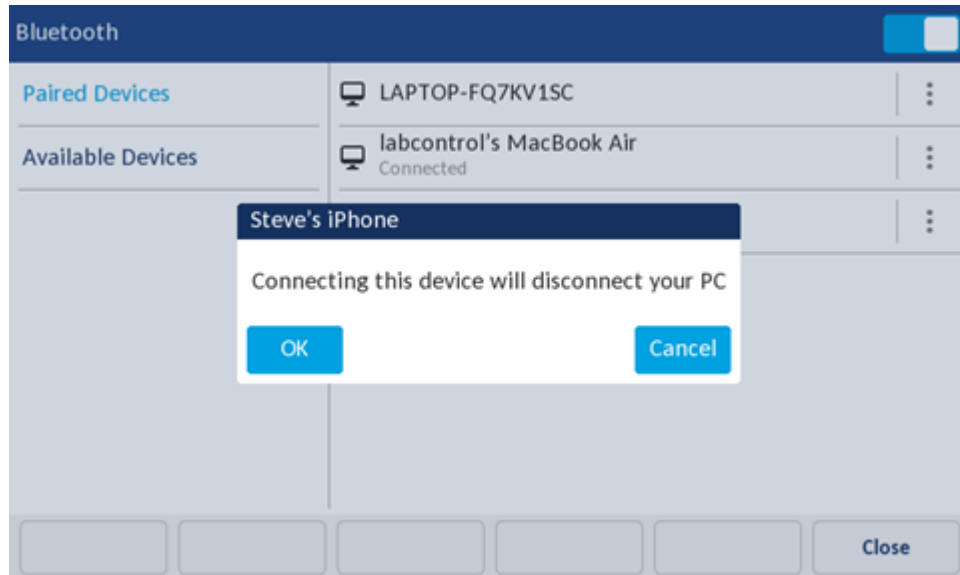 Bluetooth
Paired Devices
Available Devices
LAPTOP-FQ7KV1SC
labcontrol's MacBook Air
Connected
Steve's iPhone
Connecting this device will disconnect your PC
OK
Cancel
Close